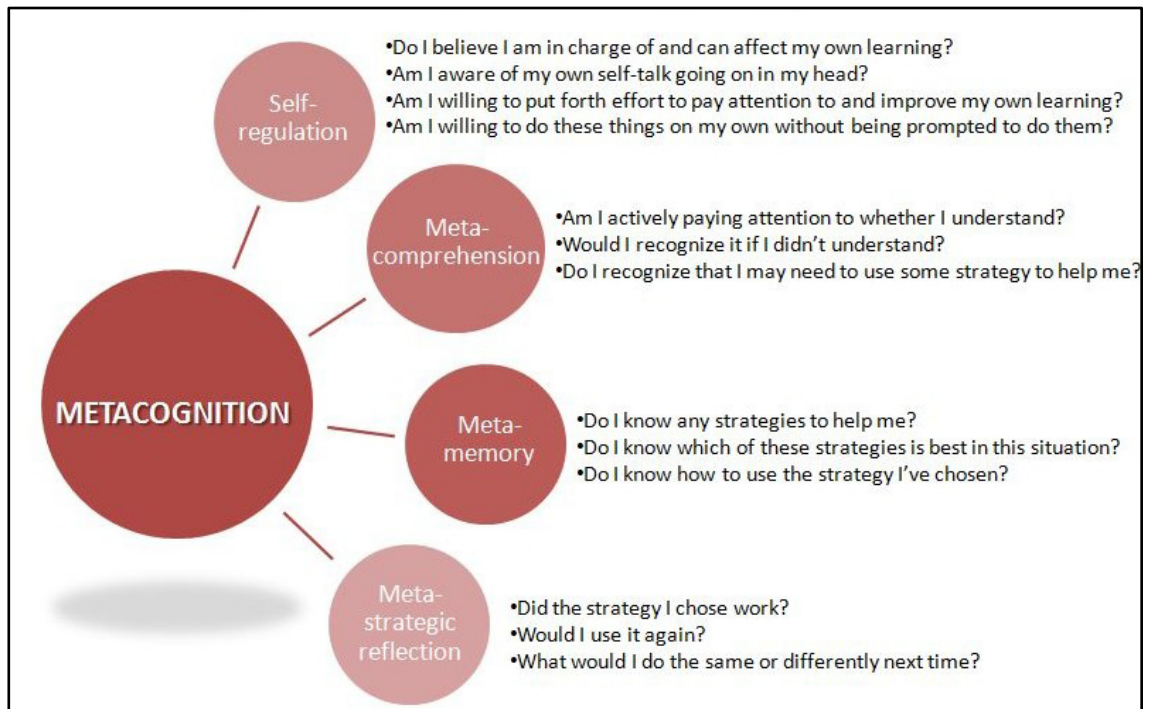 •Do I believe I am in charge of and can affect my own learning?
•Am I aware of my own self-talk going on in my head?
•Am I willing to put forth effort to pay attention to and improve my own learning?
•Am I willing to do these things on my own without being prompted to do them?
Self-
regulation
Meta-
comprehension
•Am I actively paying attention to whether I understand?
•Would I recognize it if I didn’t understand?
•Do I recognize that I may need to use some strategy to help me?
METACOGNITION
Meta-
memory
•Do I know any strategies to help me?
•Do I know which of these strategies is best in this situation?
•Do I know how to use the strategy I’ve chosen?
Meta-
strategic
reflection
•Did the strategy I chose work?
•Would I use it again?
•What would I do the same or differently next time?